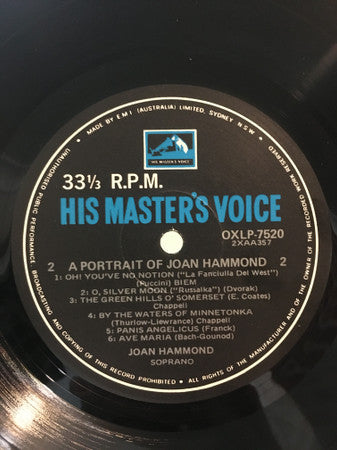 MADE BY E M I (AUSTRALIA) LIMITED, SYDNEY N.S.W.
HIS MASTER'S VOICE
33⅓ R.P.M.
HIS MASTER'S VOICE
OXLP-7520
2XAA357
2 A PORTRAIT OF JOAN HAMMOND 2
1: OH! YOU'VE NO NOTION ("La Fanciulla Del West")
(Puccini) BIEM
2: O, SILVER MOON ("Rusalka") (Dvorak)
3: THE GREEN HILLS O' SOMERSET (E. Coates)
Chappell
4: BY THE WATERS OF MINNETONKA
(Thurlow-Liewrance) Chappell
5: PANIS ANGELICUS (Franck)
6: AVE MARIA (Bach-Gounod)
JOAN HAMMOND
SOPRANO
UNAUTHORISED PUBLIC PERFORMANCE, BROADCASTING AND COPYING OF THIS RECORD PROHIBITED • ALL RIGHTS OF THE MANUFACTURER AND OF THE OWNER OF THE RECORDED WORK RESERVED